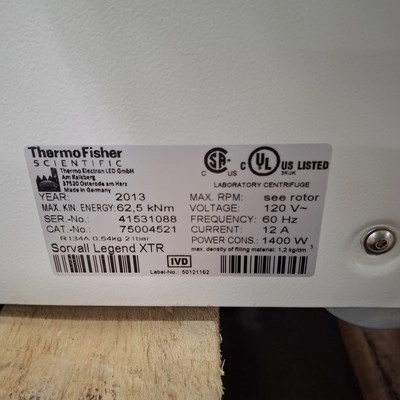 ThermoFisher
SCIENTIFIC
Thermo Electron LED GmbH
Am Kalkberg
37520 Osterode am Harz
Made in Germany
YEAR: 2013
MAX. KIN. ENERGY: 62,5 kNm
SER.-No.: 41531088
CAT.-No.: 75004521
R134A 0,54kg 21bar
Sorvall Legend XTR
C SA US
C UL US LISTED
LABORATORY CENTRIFUGE
MAX. RPM: see rotor
VOLTAGE: 120 V~
FREQUENCY: 60 Hz
CURRENT: 12 A
POWER CONS.: 1400 W
max. density of filling material: 1.2 kg/dm³
IVD
Label-No.: 50121162